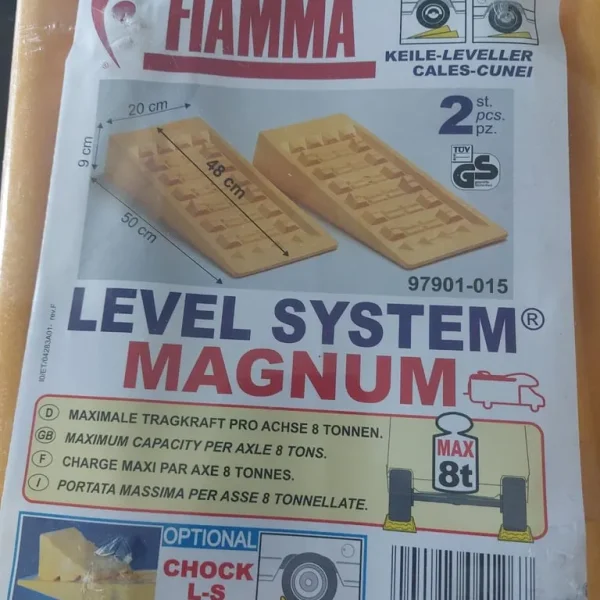 FIAMMA
®
KEILE-LEVELLER
CALES-CUNEI
20 cm
9 cm
48 cm
50 cm
2 st.
pcs.
pz.
TÜV
GS
97901-015
LEVEL SYSTEM®
MAGNUM
D MAXIMALE TRAGKRAFT PRO ACHSE 8 TONNEN.
GB MAXIMUM CAPACITY PER AXLE 8 TONS.
F CHARGE MAXI PAR AXE 8 TONNES.
I PORTATA MASSIMA PER ASSE 8 TONNELLATE.
MAX
8t
OPTIONAL
CHOCK
L-S